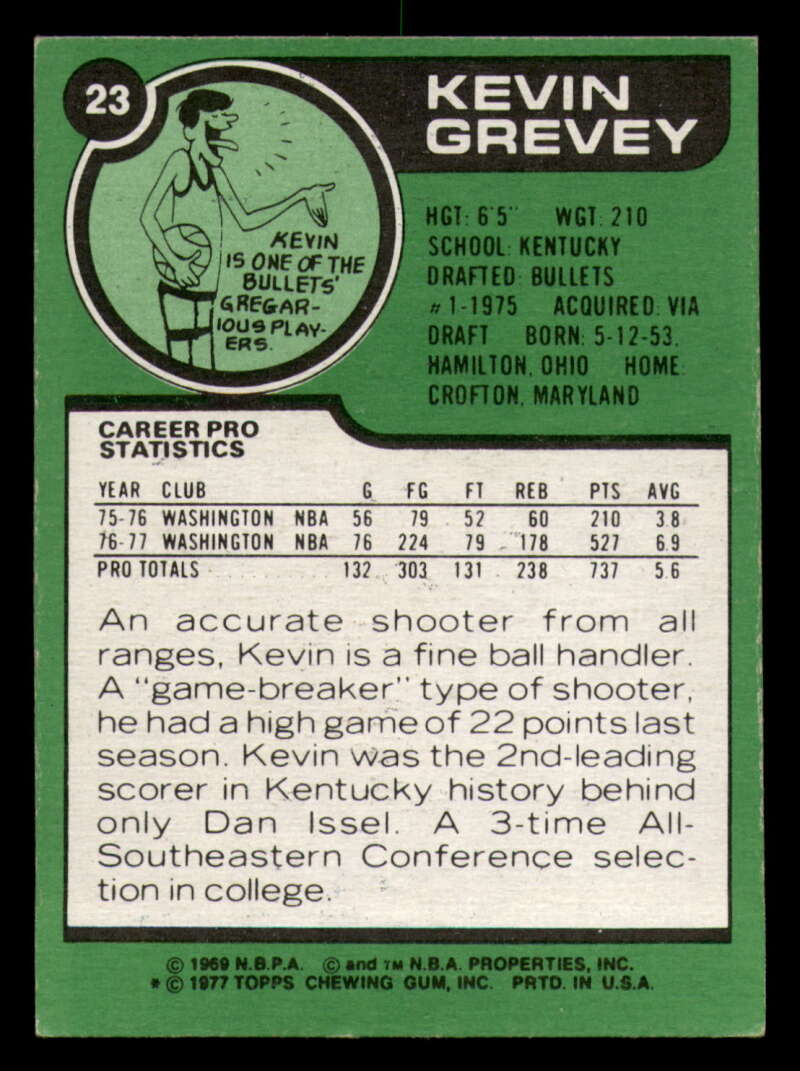 23
KEVIN
GREVEY
KEVIN
IS ONE OF THE
BULLETS'
GREGAR-
IOUS PLAY-
ERS.
HGT: 6'5" WGT: 210
SCHOOL: KENTUCKY
DRAFTED: BULLETS
#1-1975 ACQUIRED: VIA
DRAFT BORN: 5-12-53.
HAMILTON, OHIO HOME:
CROFTON, MARYLAND
CAREER PRO
STATISTICS
YEAR CLUB G FG FT REB PTS AVG
75-76 WASHINGTON NBA 56 79 52 60 210 3.8
76-77 WASHINGTON NBA 76 224 79 178 527 6.9
PRO TOTALS 132 303 131 238 737 5.6
An accurate shooter from all
ranges, Kevin is a fine ball handler.
A "game-breaker" type of shooter,
he had a high game of 22 points last
season. Kevin was the 2nd-leading
scorer in Kentucky history behind
only Dan Issel. A 3-time All-
Southeastern Conference selec-
tion in college.
© 1969 N.B.P.A. © and TM N.B.A. PROPERTIES, INC.
* © 1977 TOPPS CHEWING GUM, INC. PRTD. IN U.S.A.